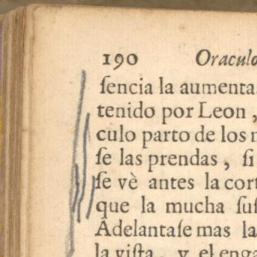 190 Oraculo
ſencia la aumenta
tenido por Leon,
culo parto de los
ſe las prendas, ſi
ſe vè antes la cort
que la mucha ſuſ
Adelantaſe mas la
la viſta, y el enga